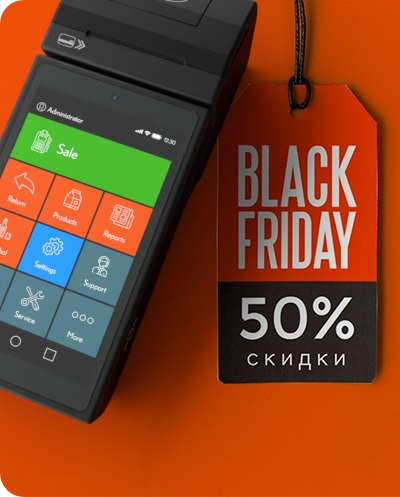 Administrator
12:30
Sale
Return
Products
Reports
Settings
Support
Service
More
BLACK
FRIDAY
50%
скидки